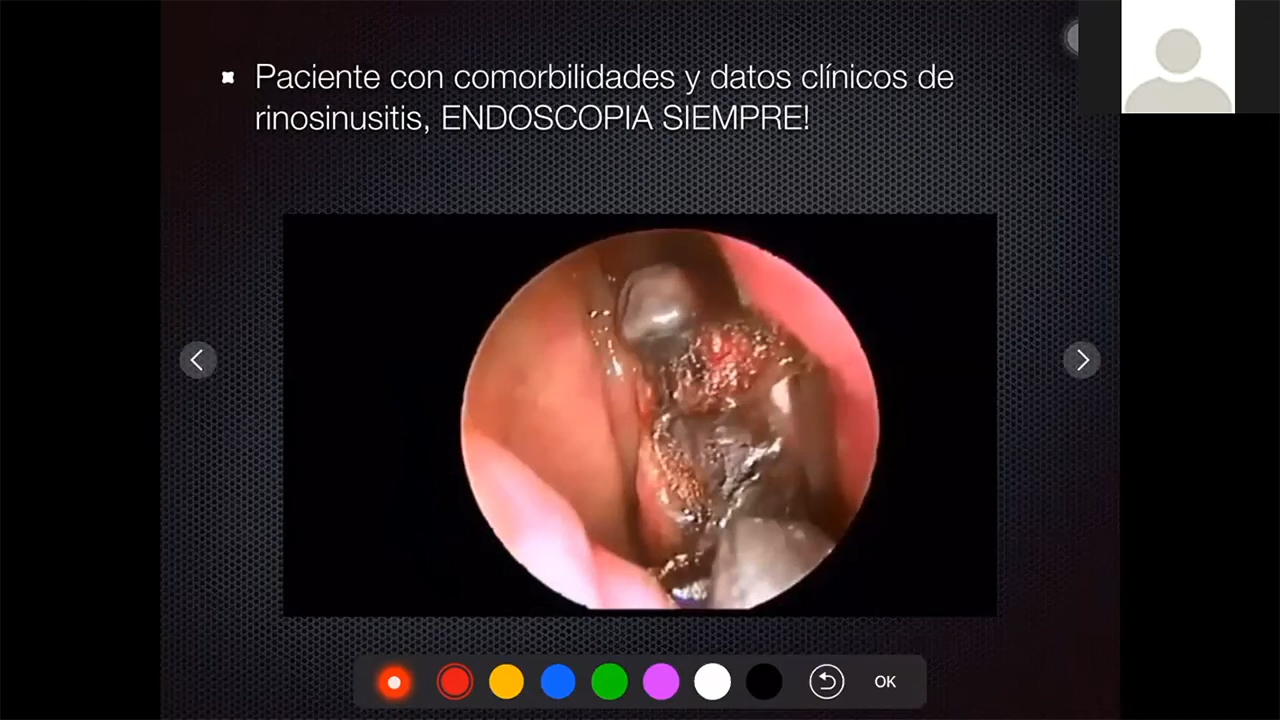 Paciente con comorbilidades y datos clínicos de
rinosinusitis, ENDOSCOPIA SIEMPRE!
OK